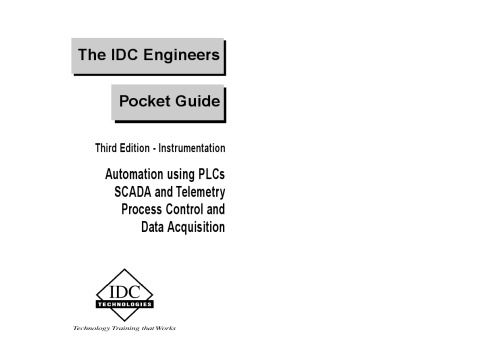 The IDC Engineers
Pocket Guide
Third Edition - Instrumentation
Automation using PLCs
SCADA and Telemetry
Process Control and
Data Acquisition
IDC
TECHNOLOGIES
Technology Training that Works